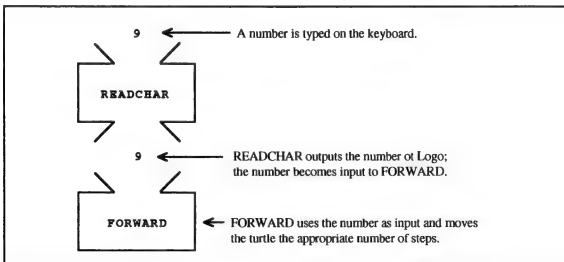 9 A number is typed on the keyboard.
READCHAR
9 READCHAR outputs the number ot Logo;
the number becomes input to FORWARD.
FORWARD FORWARD uses the number as input and moves
the turtle the appropriate number of steps.